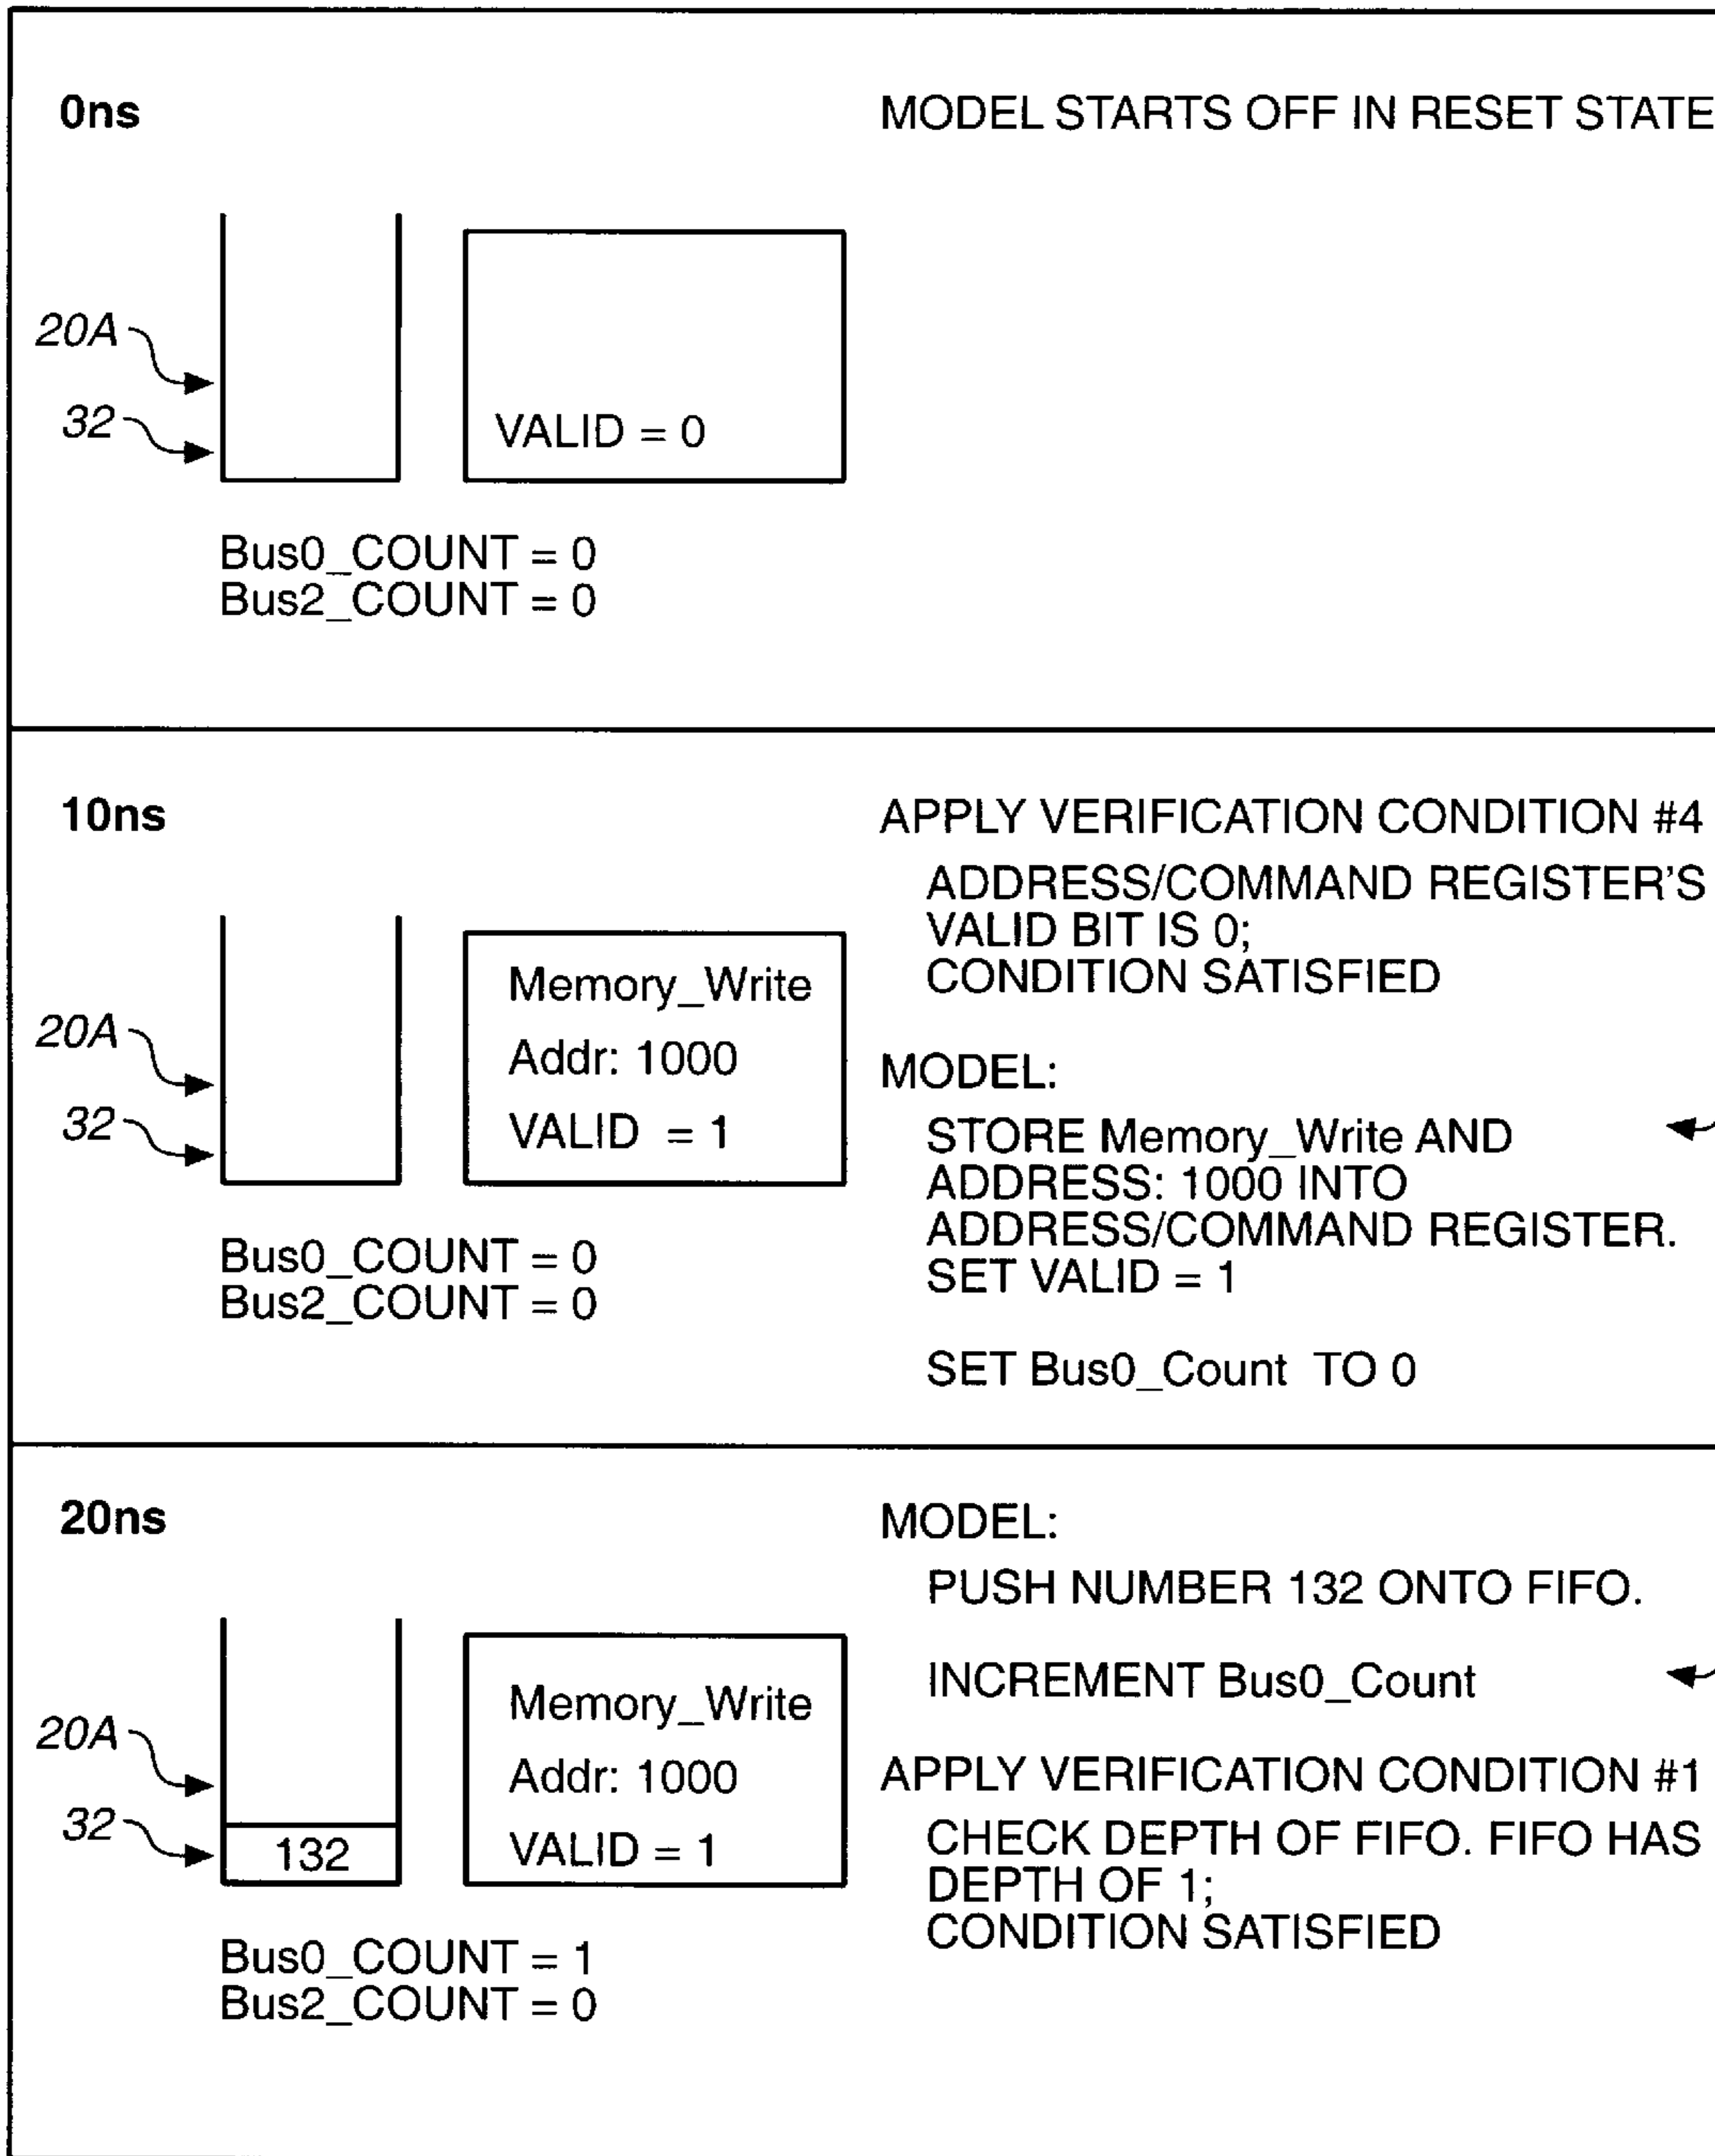 0ns
MODEL STARTS OFF IN RESET STATE
20A
32
VALID = 0
Bus0_COUNT = 0
Bus2_COUNT = 0
10ns
APPLY VERIFICATION CONDITION #4
ADDRESS/COMMAND REGISTER'S
VALID BIT IS 0;
CONDITION SATISFIED
20A
32
Memory_Write
Addr: 1000
VALID = 1
Bus0_COUNT = 0
Bus2_COUNT = 0
MODEL:
STORE Memory_Write AND
ADDRESS: 1000 INTO
ADDRESS/COMMAND REGISTER.
SET VALID = 1
SET Bus0_Count TO 0
20ns
MODEL:
PUSH NUMBER 132 ONTO FIFO.
INCREMENT Bus0_Count
20A
32
132
Memory_Write
Addr: 1000
VALID = 1
Bus0_COUNT = 1
Bus2_COUNT = 0
APPLY VERIFICATION CONDITION #1
CHECK DEPTH OF FIFO. FIFO HAS
DEPTH OF 1;
CONDITION SATISFIED